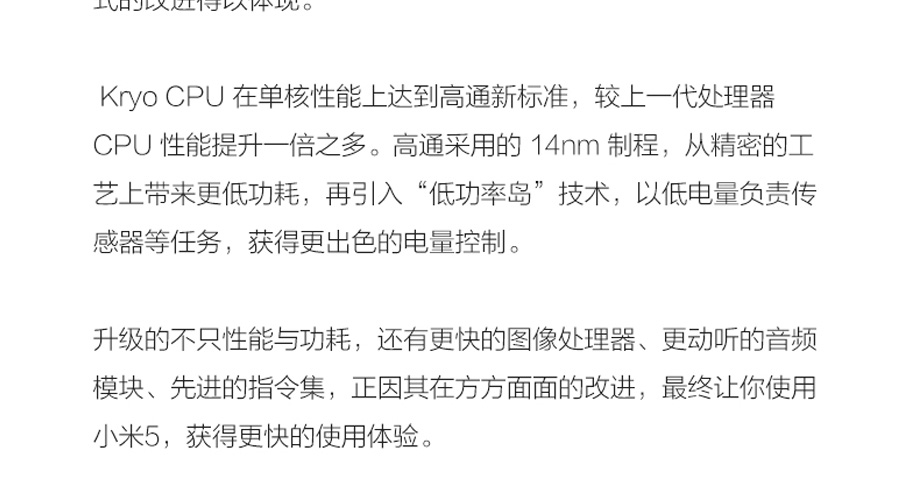 式的改进得以体现。
Kryo CPU 在单核性能上达到高通新标准，较上一代处理器
CPU 性能提升一倍之多。高通采用的 14nm 制程，从精密的工
艺上带来更低功耗，再引入“低功率岛”技术，以低电量负责传
感器等任务，获得更出色的电量控制。
升级的不只性能与功耗，还有更快的图像处理器、更动听的音频
模块、先进的指令集，正因其在方方面面的改进，最终让你使用
小米5，获得更快的使用体验。